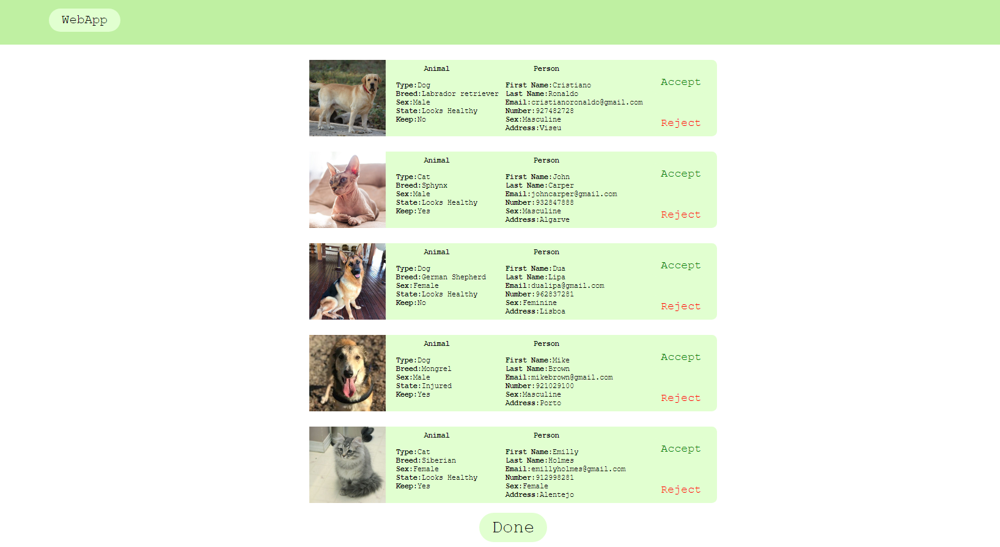 WebApp
Animal
Type:Dog
Breed:Labrador retriever
Sex:Male
State:Looks Healthy
Keep:No
Person
First Name:Cristiano
Last Name:Ronaldo
Email:cristianoronaldo@gmail.com
Number:927482728
Sex:Masculine
Address:Viseu
Accept
Reject
Animal
Type:Cat
Breed:Sphynx
Sex:Male
State:Looks Healthy
Keep:Yes
Person
First Name:John
Last Name:Carper
Email:johncarper@gmail.com
Number:932847888
Sex:Masculine
Address:Algarve
Accept
Reject
Animal
Type:Dog
Breed:German Shepherd
Sex:Female
State:Looks Healthy
Keep:No
Person
First Name:Dua
Last Name:Lipa
Email:dualipa@gmail.com
Number:962837281
Sex:Feminine
Address:Lisboa
Accept
Reject
Animal
Type:Dog
Breed:Mongrel
Sex:Male
State:Injured
Keep:Yes
Person
First Name:Mike
Last Name:Brown
Email:mikebrown@gmail.com
Number:921029100
Sex:Masculine
Address:Porto
Accept
Reject
Animal
Type:Cat
Breed:Siberian
Sex:Female
State:Looks Healthy
Keep:Yes
Person
First Name:Emilly
Last Name:Holmes
Email:emillyholmes@gmail.com
Number:912998281
Sex:Female
Address:Alentejo
Accept
Reject
Done